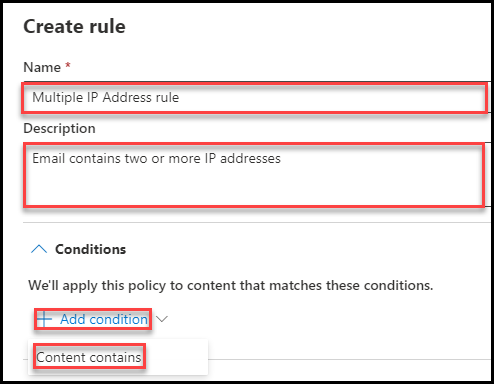 Create rule
Name *
Multiple IP Address rule
Description
Email contains two or more IP addresses
Conditions
We'll apply this policy to content that matches these conditions.
Add condition
Content contains